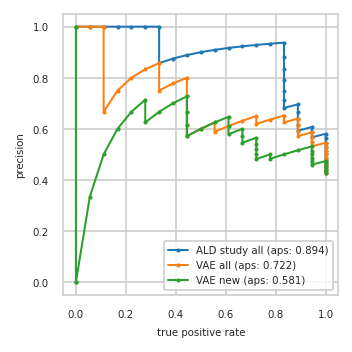 1.0
0.8
0.6
0.4
0.2
0.0
precision
0.0 0.2 0.4 0.6 0.8 1.0
true positive rate
ALD study all (aps: 0.894)
VAE all (aps: 0.722)
VAE new (aps: 0.581)